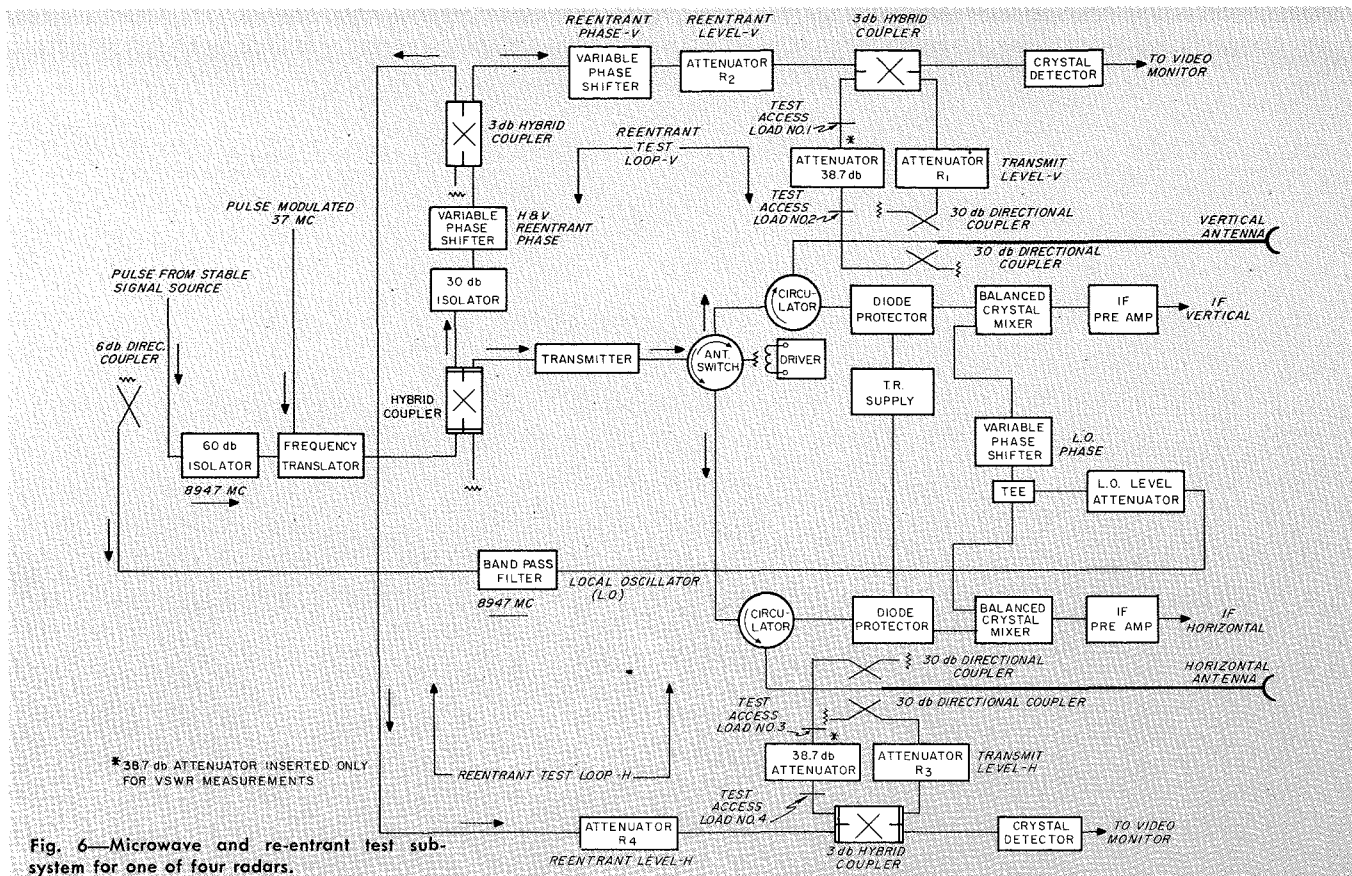 REENTRANT
PHASE-V
REENTRANT
LEVEL-V
3db HYBRID
COUPLER
VARIABLE
PHASE
SHIFTER
ATTENUATOR
R2
CRYSTAL
DETECTOR
TO VIDEO
MONITOR
3db HYBRID
COUPLER
REENTRANT
TEST
LOOP-V
TEST
ACCESS
LOAD NO.1
*
ATTENUATOR
38.7 db
ATTENUATOR
R1
TRANSMIT
LEVEL-V
PULSE MODULATED
37 MC
VARIABLE
PHASE
SHIFTER
H & V
REENTRANT
PHASE
TEST
ACCESS
LOAD NO.2
30 db DIRECTIONAL
COUPLER
VERTICAL
ANTENNA
30 db DIRECTIONAL
COUPLER
PULSE FROM STABLE
SIGNAL SOURCE
30 db
ISOLATOR
CIRCU-
LATOR
DIODE
PROTECTOR
BALANCED
CRYSTAL
MIXER
IF
PRE AMP
IF
VERTICAL
6db DIREC.
COUPLER
TRANSMITTER
ANT.
SWITCH
DRIVER
T.R.
SUPPLY
HYBRID
COUPLER
60 db
ISOLATOR
8947 MC
FREQUENCY
TRANSLATOR
VARIABLE
PHASE
SHIFTER
L.O.
PHASE
TEE
L.O. LEVEL
ATTENUATOR
BAND PASS
FILTER
8947 MC
LOCAL OSCILLATOR
(L.O.)
CIRCU-
LATOR
DIODE
PROTECTOR
BALANCED
CRYSTAL
MIXER
IF
PRE AMP
IF
HORIZONTAL
30 db DIRECTIONAL
COUPLER
HORIZONTAL
ANTENNA
30 db DIRECTIONAL COUPLER
TEST
ACCESS
LOAD NO.3
*
38.7 db
ATTENUATOR
ATTENUATOR
R3
TRANSMIT
LEVEL-H
* 38.7 db ATTENUATOR INSERTED ONLY
FOR VSWR MEASUREMENTS
REENTRANT TEST LOOP-H
TEST
ACCESS
LOAD NO.4
ATTENUATOR
R4
REENTRANT LEVEL-H
3db HYBRID
COUPLER
CRYSTAL
DETECTOR
TO VIDEO
MONITOR
Fig. 6—Microwave and re-entrant test sub-
system for one of four radars.